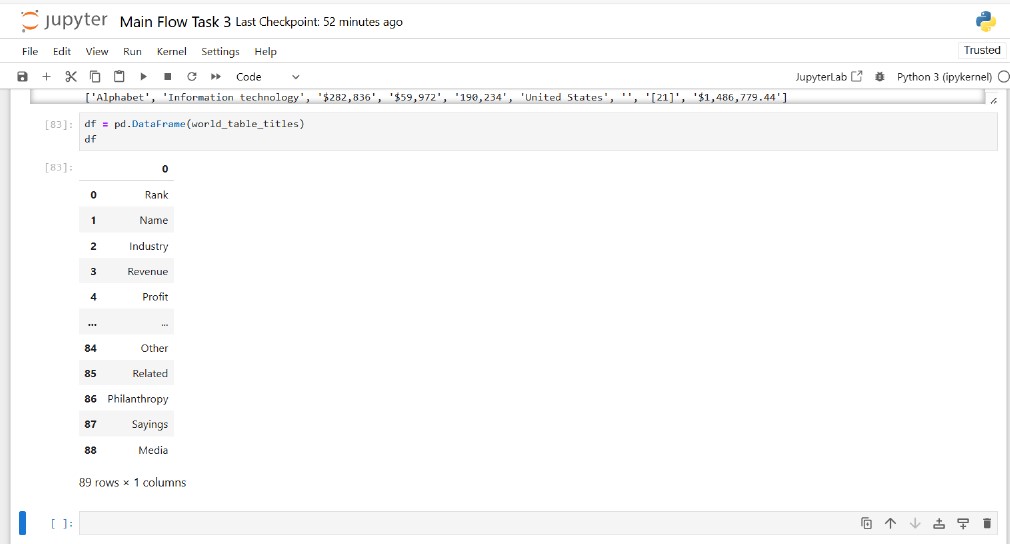 jupyter Main Flow Task 3 Last Checkpoint: 52 minutes ago
File Edit View Run Kernel Settings Help Trusted
Code JupyterLab Python 3 (ipykernel)
['Alphabet', 'Information technology', '$282,836', '$59,972', '190,234', 'United States', '', '[21]', '$1,486,779.44']
[83]: df = pd.DataFrame(world_table_titles)
df
[83]: 0
0 Rank
1 Name
2 Industry
3 Revenue
4 Profit
... ...
84 Other
85 Related
86 Philanthropy
87 Sayings
88 Media
89 rows × 1 columns
[ ]: